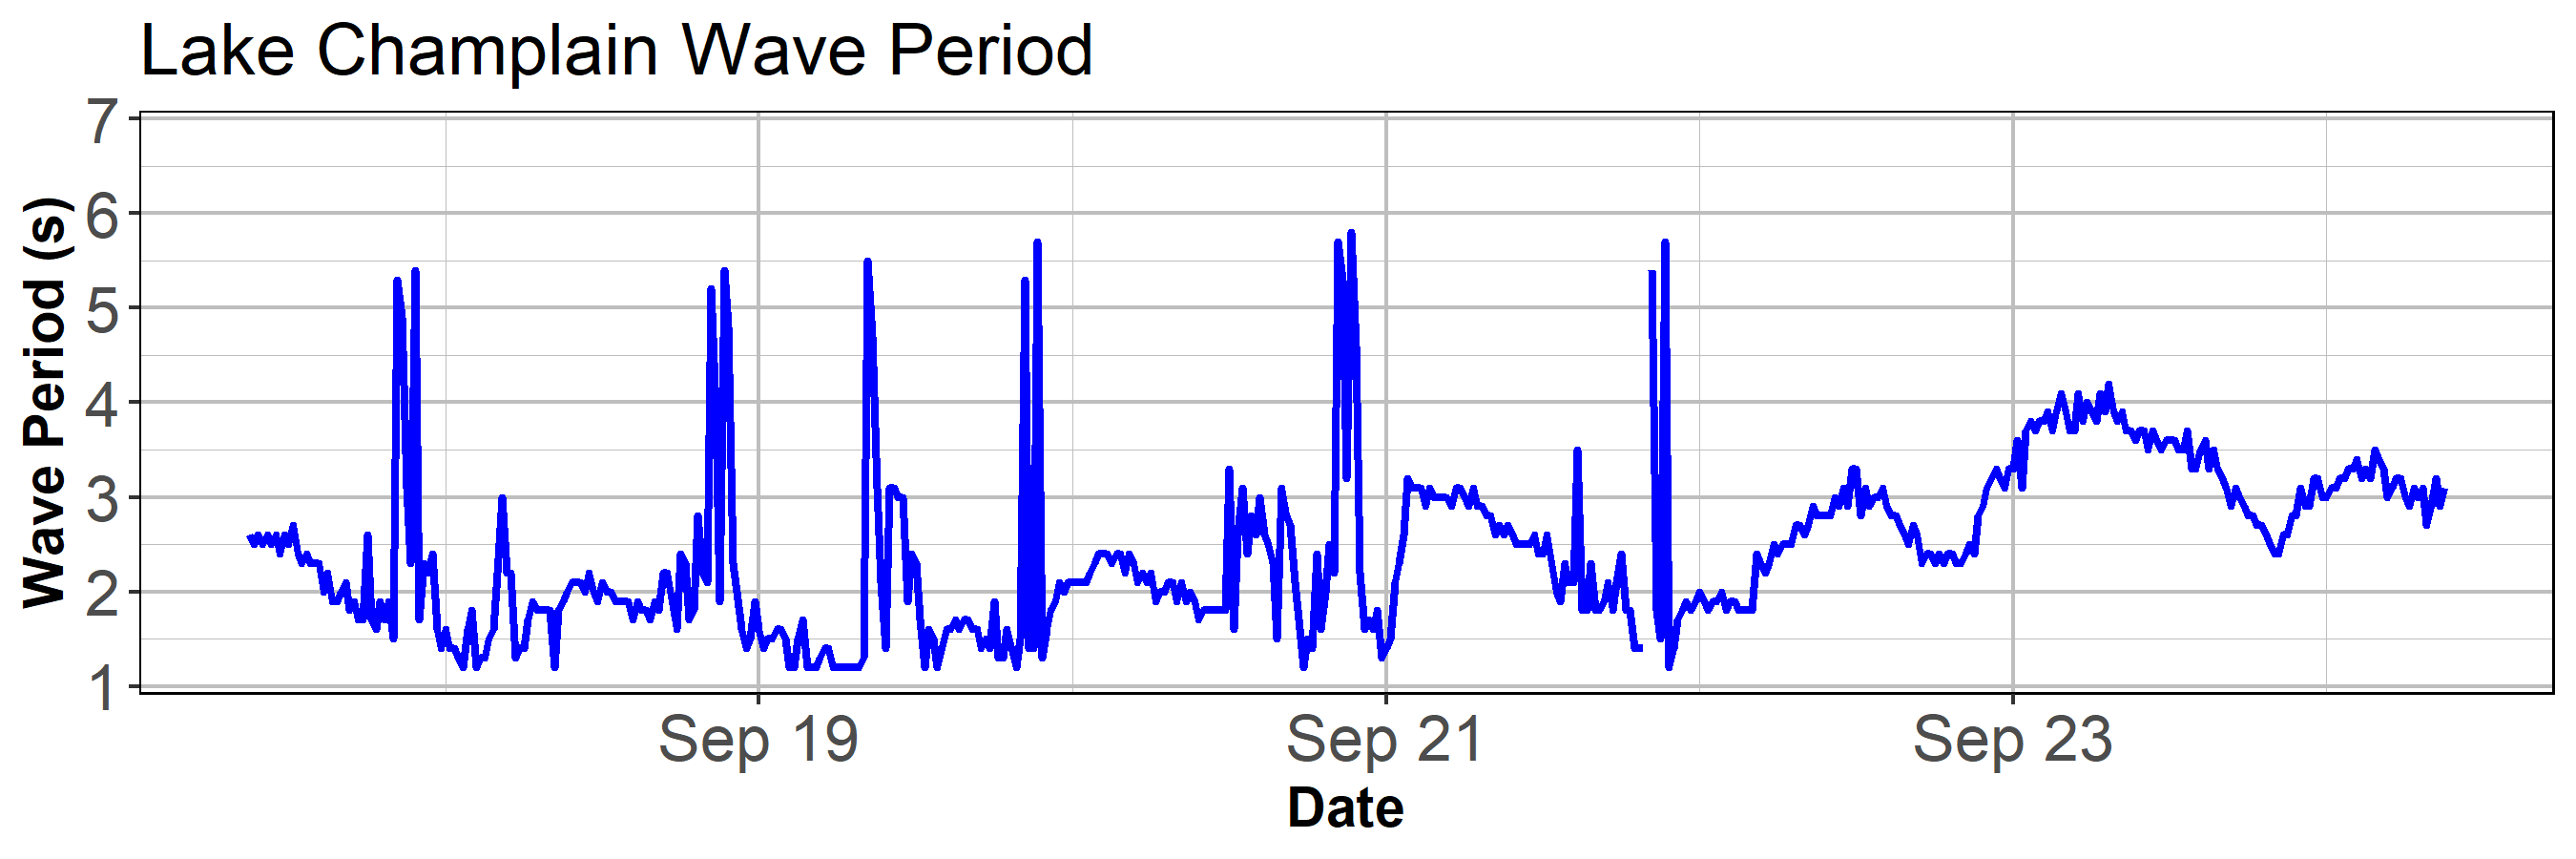 Lake Champlain Wave Period
Wave Period (s)
7
6
5
4
3
2
1
Sep 19
Sep 21
Sep 23
Date